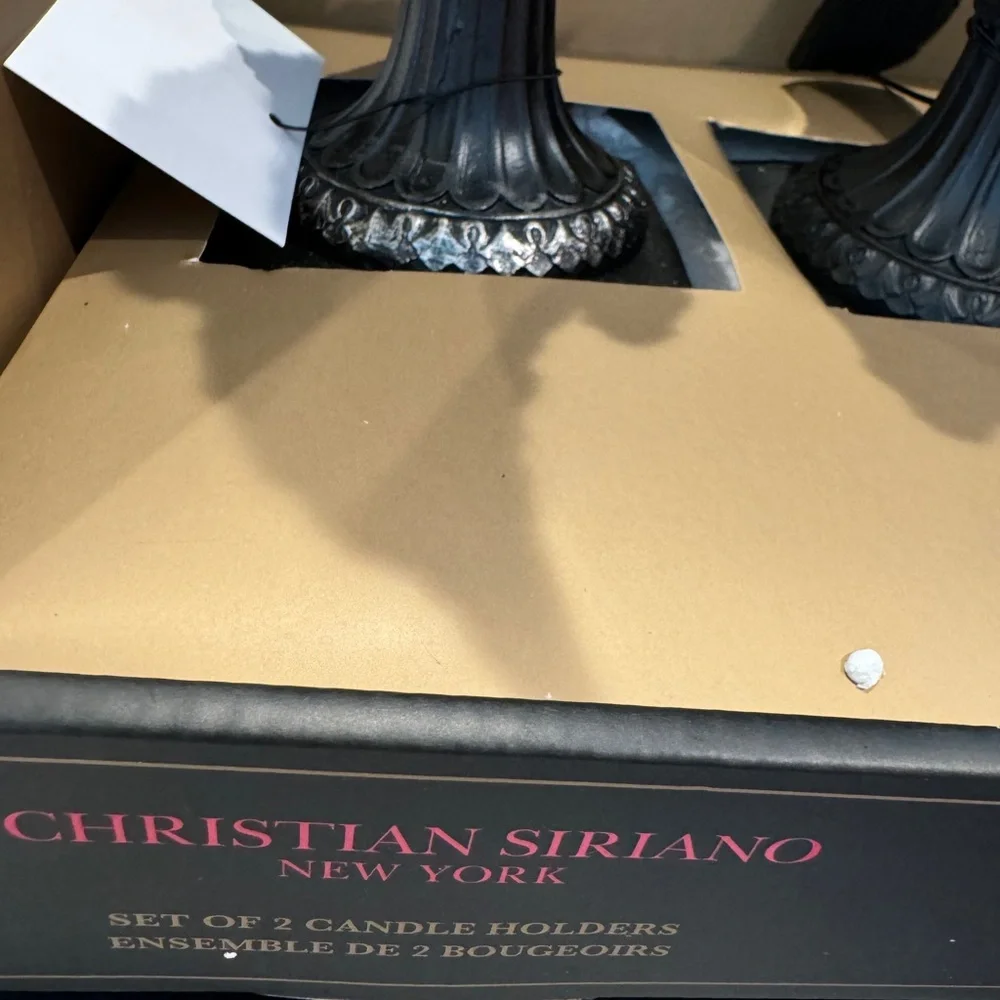 CHRISTIAN SIRIANO
NEW YORK
SET OF 2 CANDLE HOLDERS
ENSEMBLE DE 2 BOUGEOIRS